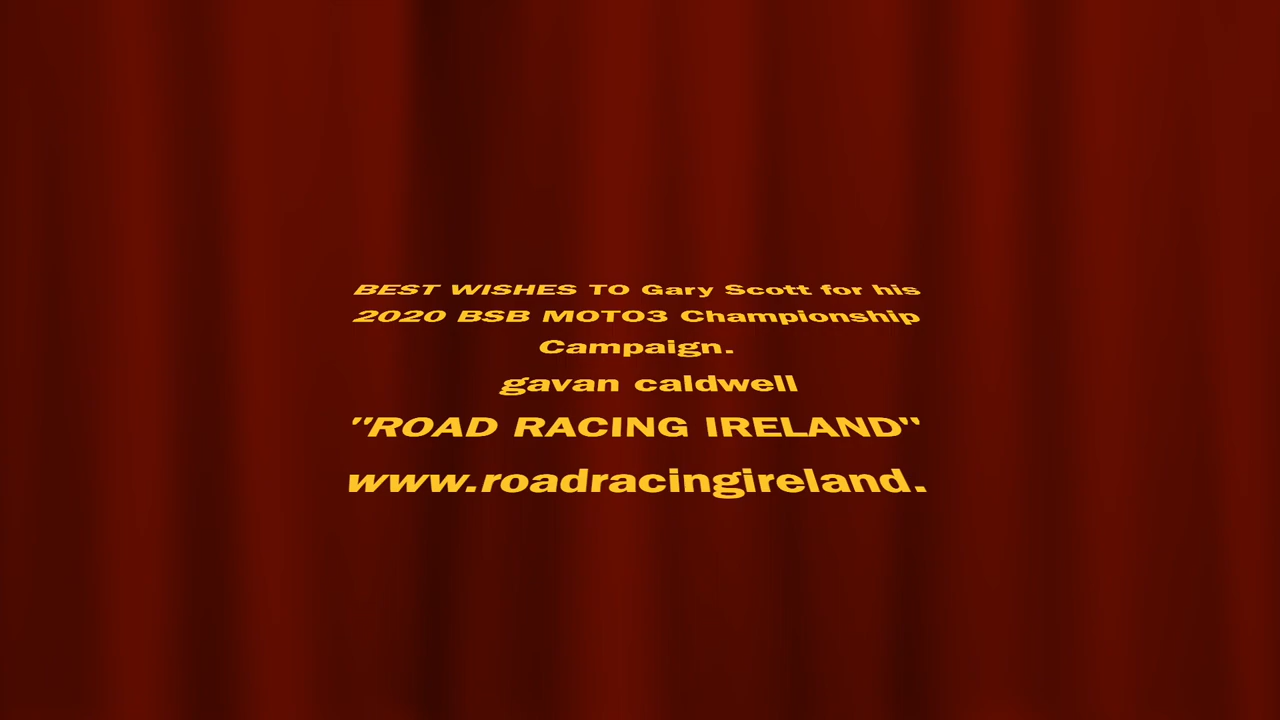 BEST WISHES TO Gary Scott for his
2020 BSB MOTO3 Championship
Campaign.
gavan caldwell
"ROAD RACING IRELAND"
www.roadracingireland.